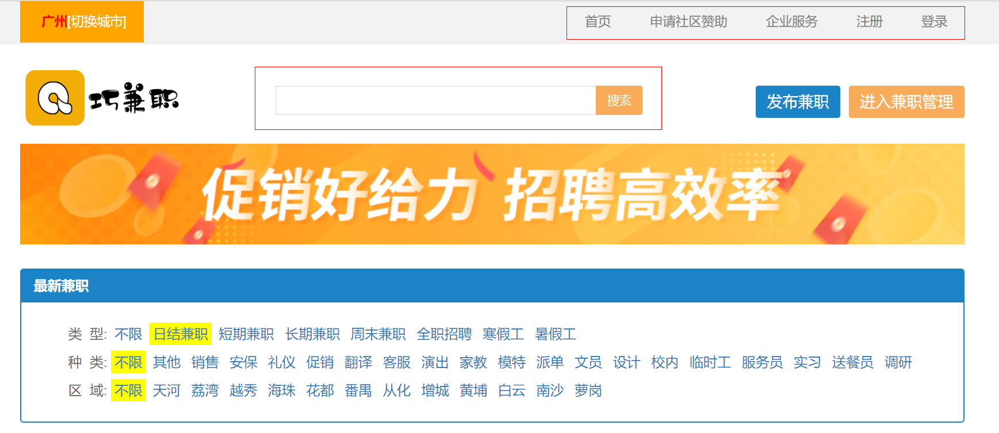 广州[切换城市] 首页 申请社区赞助 企业服务 注册 登录
巧兼职 搜索 发布兼职 进入兼职管理
促销好给力 招聘高效率
最新兼职
类 型: 不限 日结兼职 短期兼职 长期兼职 周末兼职 全职招聘 寒假工 暑假工
种 类: 不限 其他 销售 安保 礼仪 促销 翻译 客服 演出 家教 模特 派单 文员 设计 校内 临时工 服务员 实习 送餐员 调研
区 域: 不限 天河 荔湾 越秀 海珠 花都 番禺 从化 增城 黄埔 白云 南沙 萝岗